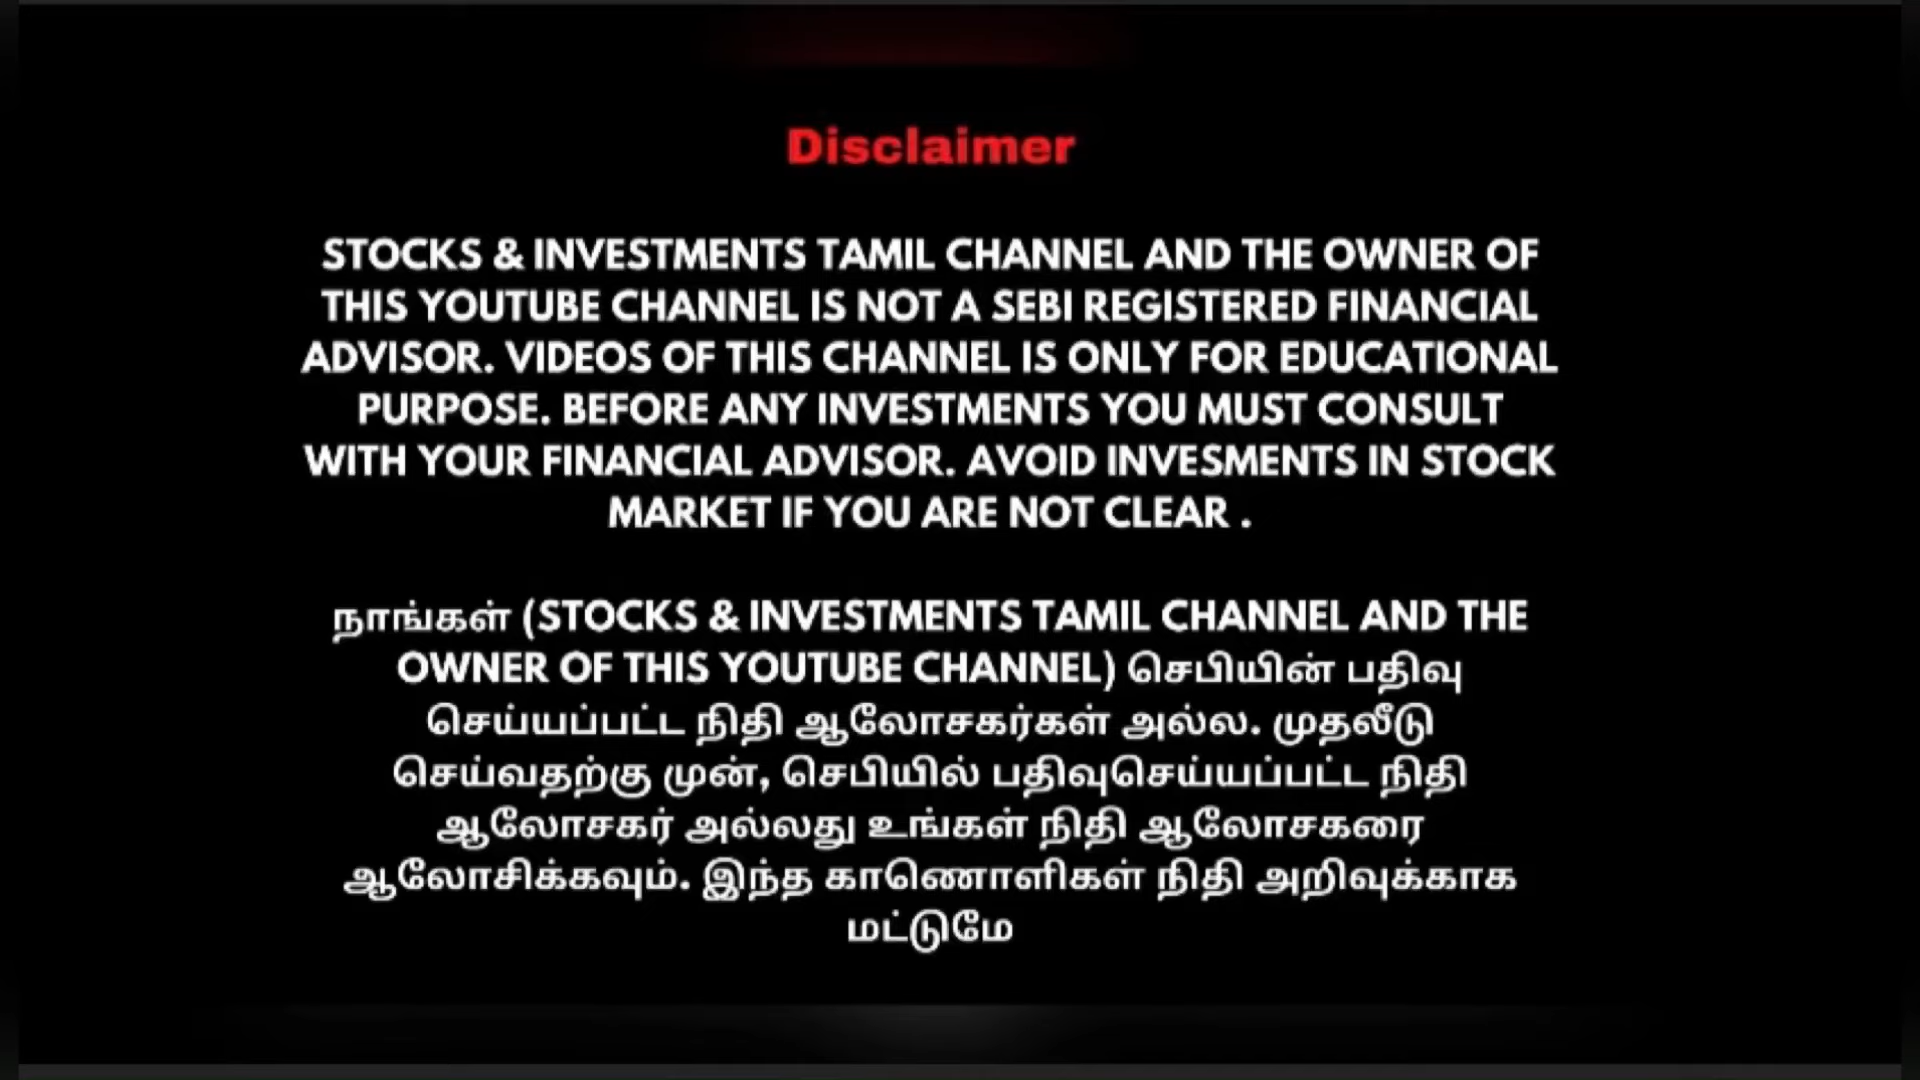 Disclaimer
STOCKS & INVESTMENTS TAMIL CHANNEL AND THE OWNER OF
THIS YOUTUBE CHANNEL IS NOT A SEBI REGISTERED FINANCIAL
ADVISOR. VIDEOS OF THIS CHANNEL IS ONLY FOR EDUCATIONAL
PURPOSE. BEFORE ANY INVESTMENTS YOU MUST CONSULT
WITH YOUR FINANCIAL ADVISOR. AVOID INVESMENTS IN STOCK
MARKET IF YOU ARE NOT CLEAR .
நாங்கள் (STOCKS & INVESTMENTS TAMIL CHANNEL AND THE
OWNER OF THIS YOUTUBE CHANNEL) செபியின் பதிவு
செய்யப்பட்ட நிதி ஆலோசகர்கள் அல்ல. முதலீடு
செய்வதற்கு முன், செபியில் பதிவுசெய்யப்பட்ட நிதி
ஆலோசகர் அல்லது உங்கள் நிதி ஆலோசகரை
ஆலோசிக்கவும். இந்த காணொளிகள் நிதி அறிவுக்காக
மட்டுமே